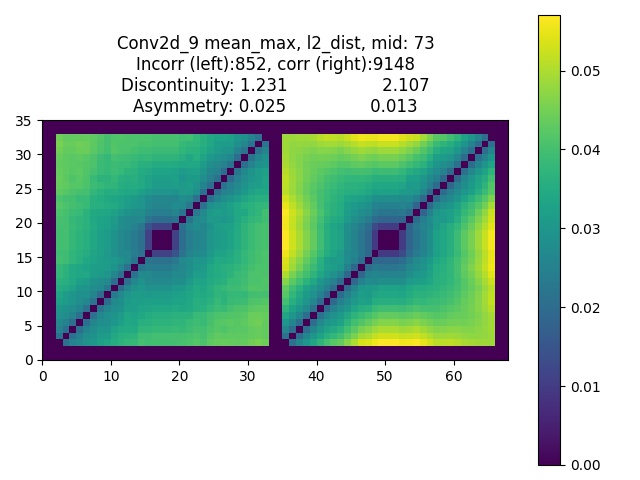 Conv2d_9 mean_max, l2_dist, mid: 73
Incorr (left):852, corr (right):9148
Discontinuity: 1.231 2.107
Asymmetry: 0.025 0.013
35
30
25
20
15
10
5
0
0 10 20 30 40 50 60
0.05
0.04
0.03
0.02
0.01
0.00